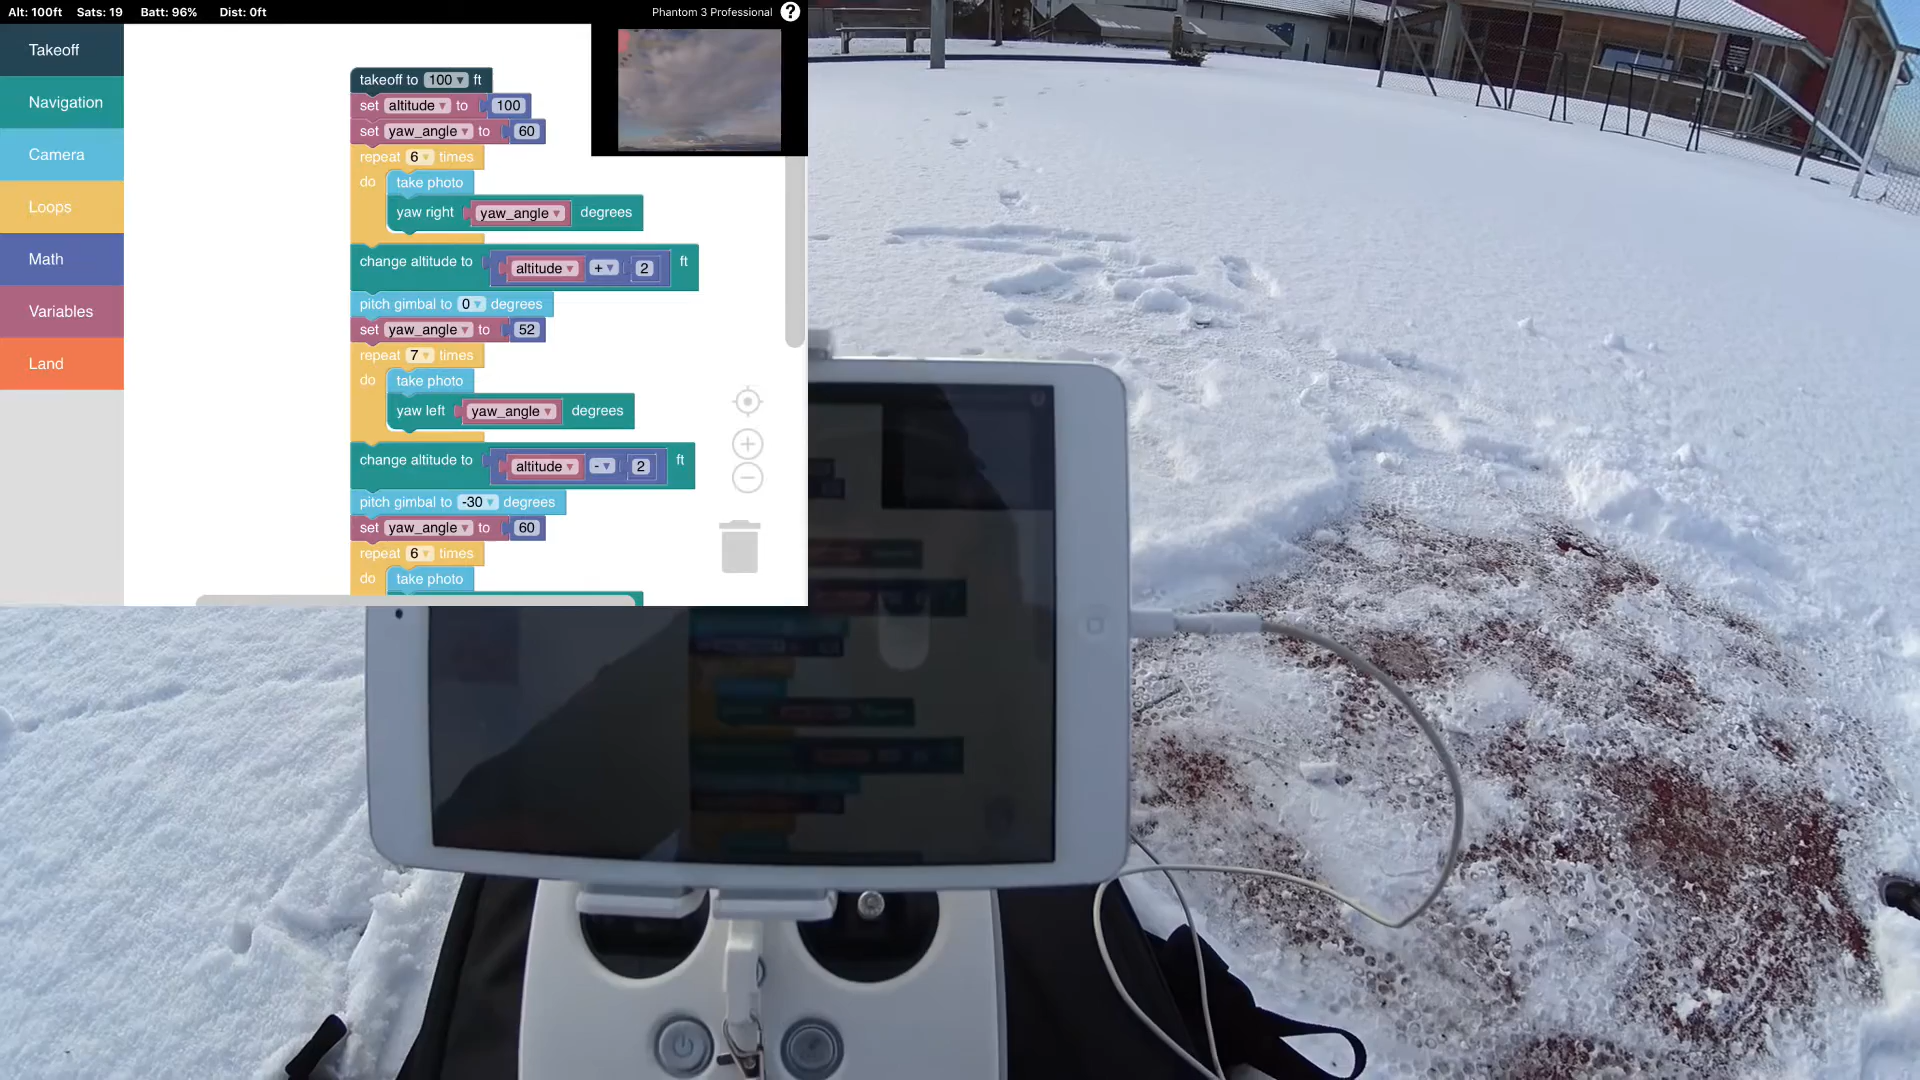 Alt: 100ft Sats: 19 Batt: 96% Dist: 0ft Phantom 3 Professional ?
Takeoff
Navigation
Camera
Loops
Math
Variables
Land
takeoff to 100 ft
set altitude to 100
set yaw_angle to 60
repeat 6 times
do take photo
yaw right yaw_angle degrees
change altitude to altitude + 2 ft
pitch gimbal to 0 degrees
set yaw_angle to 52
repeat 7 times
do take photo
yaw left yaw_angle degrees
change altitude to altitude - 2 ft
pitch gimbal to -30 degrees
set yaw_angle to 60
repeat 6 times
do take photo